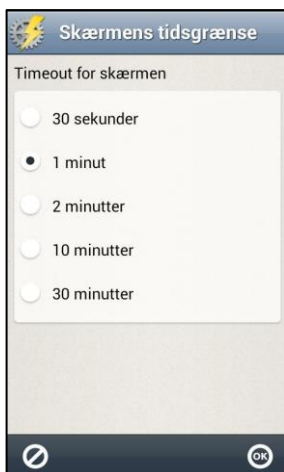 Skærmens tidsgrænse
Timeout for skærmen
30 sekunder
1 minut
2 minutter
10 minutter
30 minutter
OK